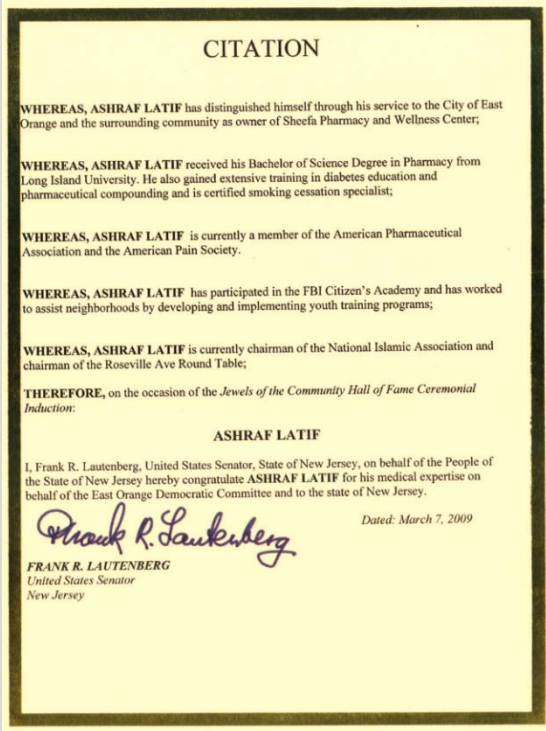 CITATION
WHEREAS, ASHRAF LATIF has distinguished himself through his service to the City of East
Orange and the surrounding community as owner of Sheefa Pharmacy and Wellness Center;
WHEREAS, ASHRAF LATIF received his Bachelor of Science Degree in Pharmacy from
Long Island University. He also gained extensive training in diabetes education and
pharmaceutical compounding and is certified smoking cessation specialist;
WHEREAS, ASHRAF LATIF is currently a member of the American Pharmaceutical
Association and the American Pain Society.
WHEREAS, ASHRAF LATIF has participated in the FBI Citizen's Academy and has worked
to assist neighborhoods by developing and implementing youth training programs;
WHEREAS, ASHRAF LATIF is currently chairman of the National Islamic Association and
chairman of the Roseville Ave Round Table;
THEREFORE, on the occasion of the Jewels of the Community Hall of Fame Ceremonial
Induction:
ASHRAF LATIF
I, Frank R. Lautenberg, United States Senator, State of New Jersey, on behalf of the People of
the State of New Jersey hereby congratulate ASHRAF LATIF for his medical expertise on
behalf of the East Orange Democratic Committee and to the state of New Jersey.
Dated: March 7, 2009
Frank R. Lautenberg
FRANK R. LAUTENBERG
United States Senator
New Jersey